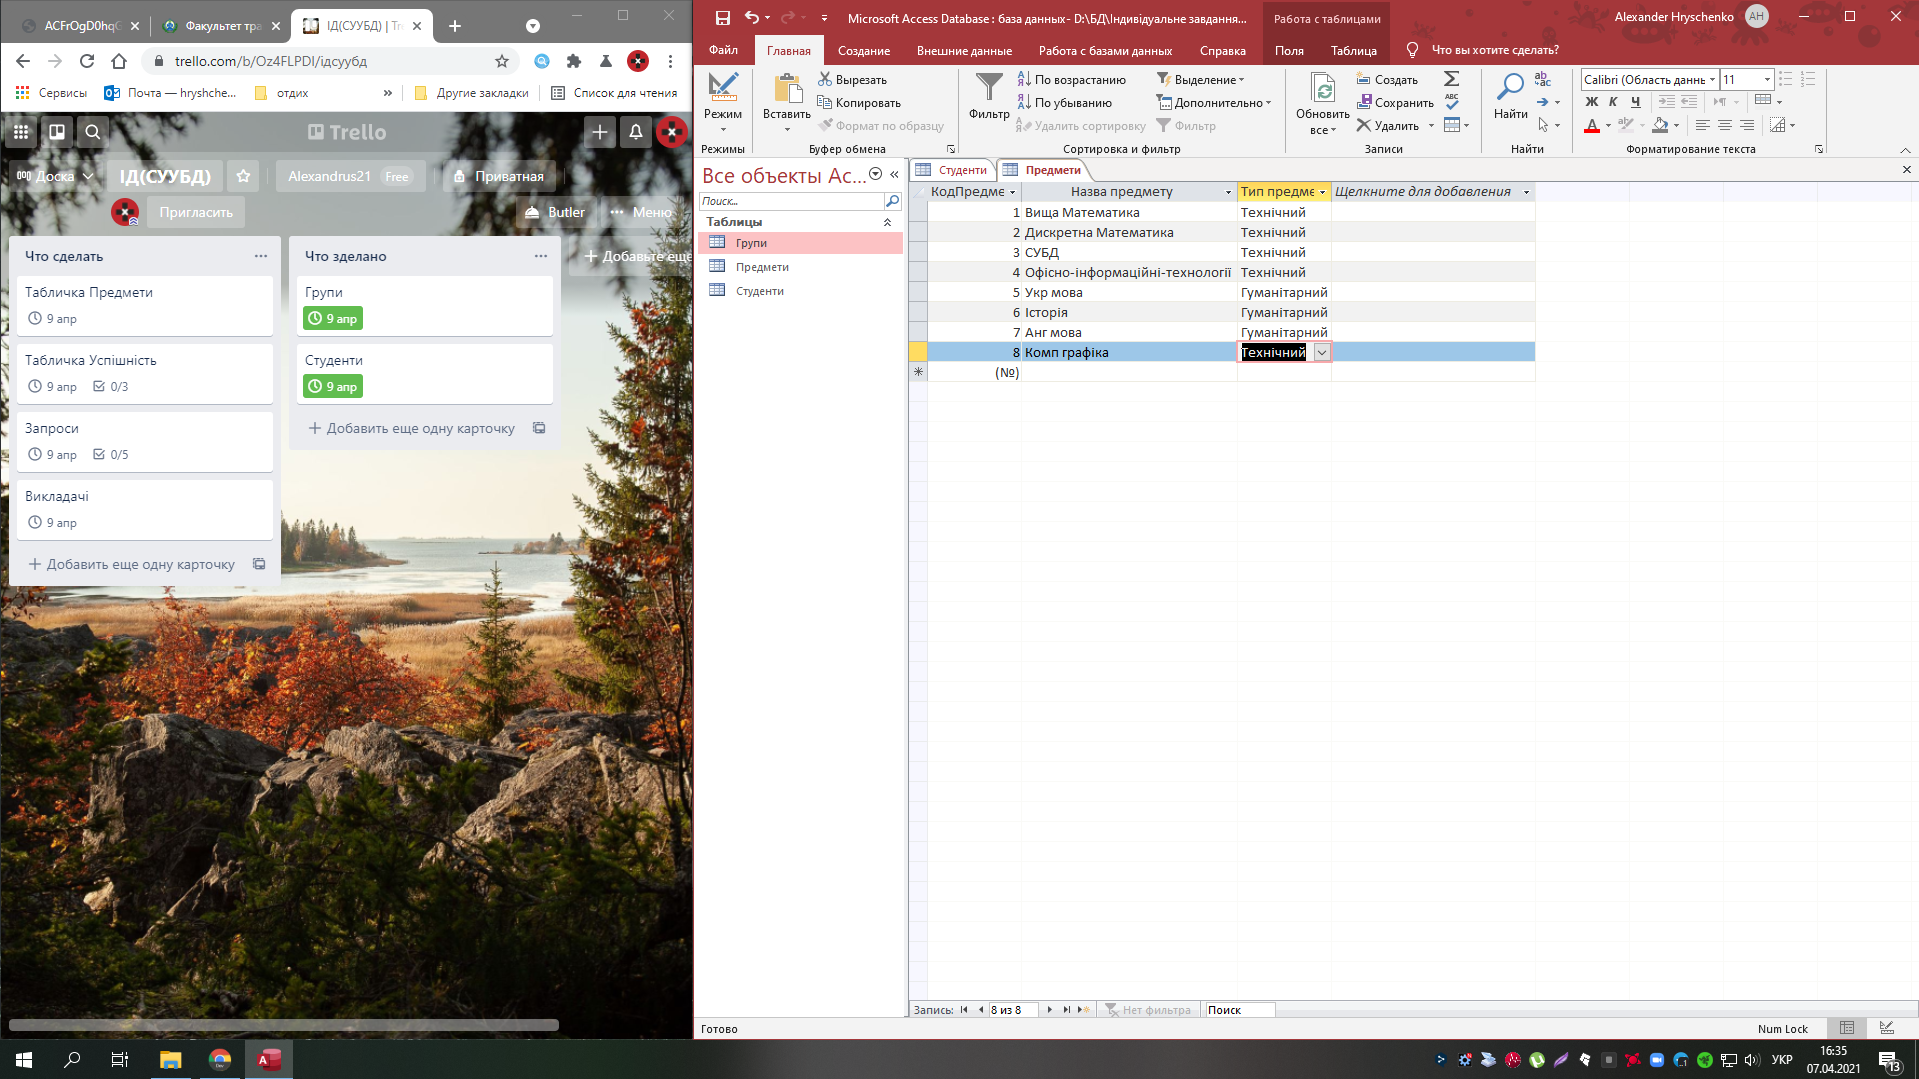 ACFrOgD0hqG
Факультет тра
ІД(СУУБД) | Tr
trello.com/b/Oz4FLPDl/ідсуубд
Сервисы
Почта — hryshche...
отдих
»
Другие закладки
Список для чтения
Trello
Доска
ІД(СУУБД)
Alexandrus21 Free
Приватная
Пригласить
Butler
Меню
Что сделать
Табличка Предмети
9 апр
Табличка Успішність
9 апр 0/3
Запроси
9 апр 0/5
Викладачі
9 апр
Добавить еще одну карточку
Что зделано
Групи
9 апр
Студенти
9 апр
Добавить еще одну карточку
Добавьте еще
Microsoft Access Database : база данных- D:\БД\Індивідуальне завдання...
Работа с таблицами
Alexander Hryschenko
AH
Файл
Главная
Создание
Внешние данные
Работа с базами данных
Справка
Поля
Таблица
Что вы хотите сделать?
Режим
Режимы
Вставить
Вырезать
Копировать
Формат по образцу
Буфер обмена
Фильтр
По возрастанию
По убыванию
Удалить сортировку
Выделение
Дополнительно
Фильтр
Сортировка и фильтр
Обновить все
Создать
Сохранить
Удалить
Записи
Найти
Найти
Calibri (Область даннь
11
Ж К Ч
Форматирование текста
Все объекты Ac...
Поиск...
Таблицы
Групи
Предмети
Студенти
Студенти
Предмети
КодПредме
Назва предмету
Тип предме
Щелкните для добавления
1 Вища Математика Технічний
2 Дискретна Математика Технічний
3 СУБД Технічний
4 Офісно-інформаційні-технології Технічний
5 Укр мова Гуманітарний
6 Історія Гуманітарний
7 Анг мова Гуманітарний
8 Комп графіка Технічний
(№)
Запись:
8 из 8
Нет фильтра
Поиск
Готово
Num Lock
УКР
16:35
07.04.2021
13